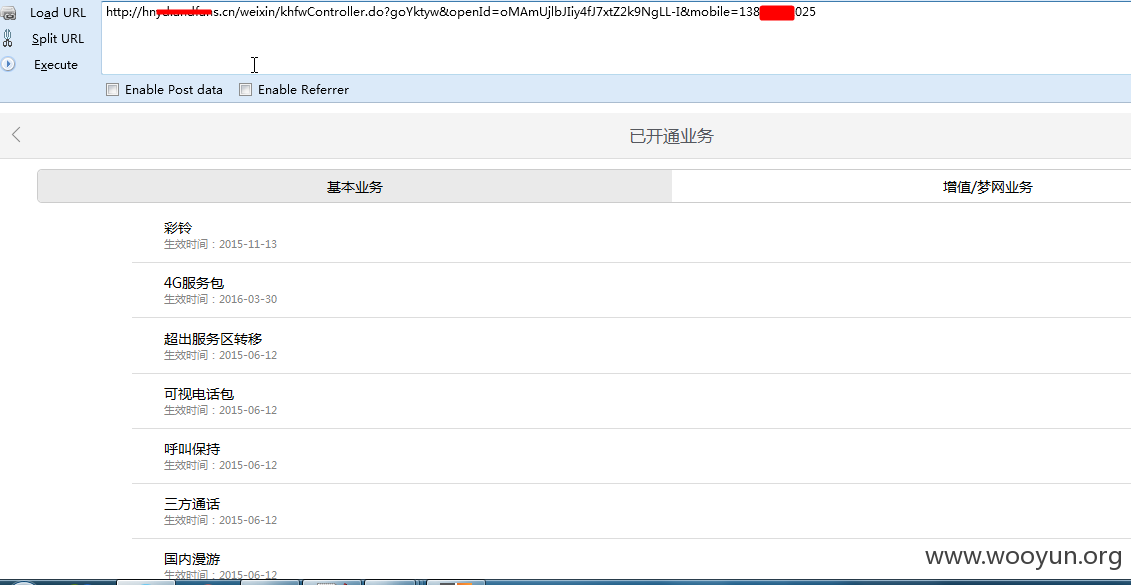 Load URL
http://hn
s.cn/weixin/khfwController.do?goYktyw&openId=oMAmUjlbJIiy4fJ7xtZ2k9NgLL-I&mobile=138
025
Split URL
Execute
Enable Post data
Enable Referrer
已开通业务
基本业务
增值/梦网业务
彩铃
生效时间：2015-11-13
4G服务包
生效时间：2016-03-30
超出服务区转移
生效时间：2015-06-12
可视电话包
生效时间：2015-06-12
呼叫保持
生效时间：2015-06-12
三方通话
生效时间：2015-06-12
国内漫游
生效时间：2015-06-12
www.wooyun.org